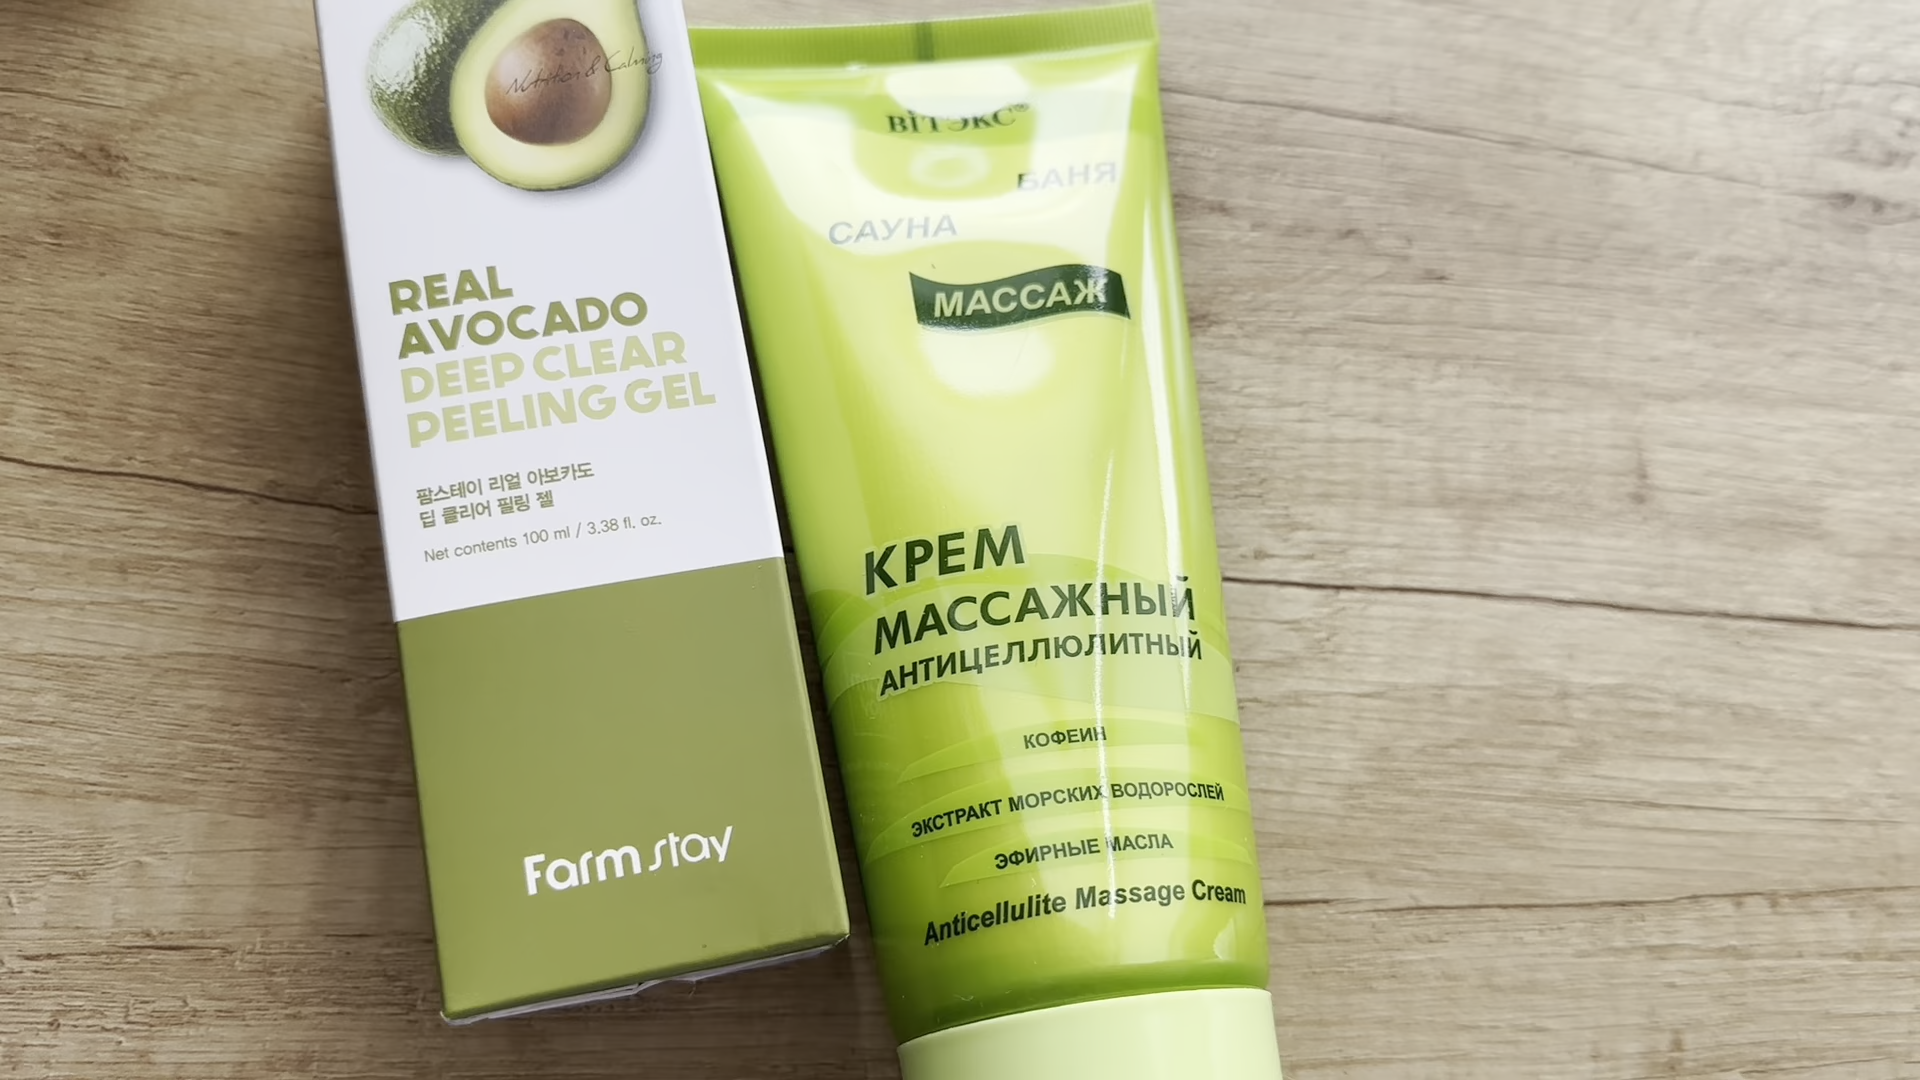 Nutrition & Calming
REAL
AVOCADO
DEEP CLEAR
PEELING GEL
팜스테이 리얼 아보카도
딥 클리어 필링 젤
Net contents 100 ml / 3.38 fl. oz.
Farm stay
ВІТЭКС®
БАНЯ
САУНА
МАССАЖ
КРЕМ
МАССАЖНЫЙ
АНТИЦЕЛЛЮЛИТНЫЙ
КОФЕИН
ЭКСТРАКТ МОРСКИХ ВОДОРОСЛЕЙ
ЭФИРНЫЕ МАСЛА
Anticellulite Massage Cream